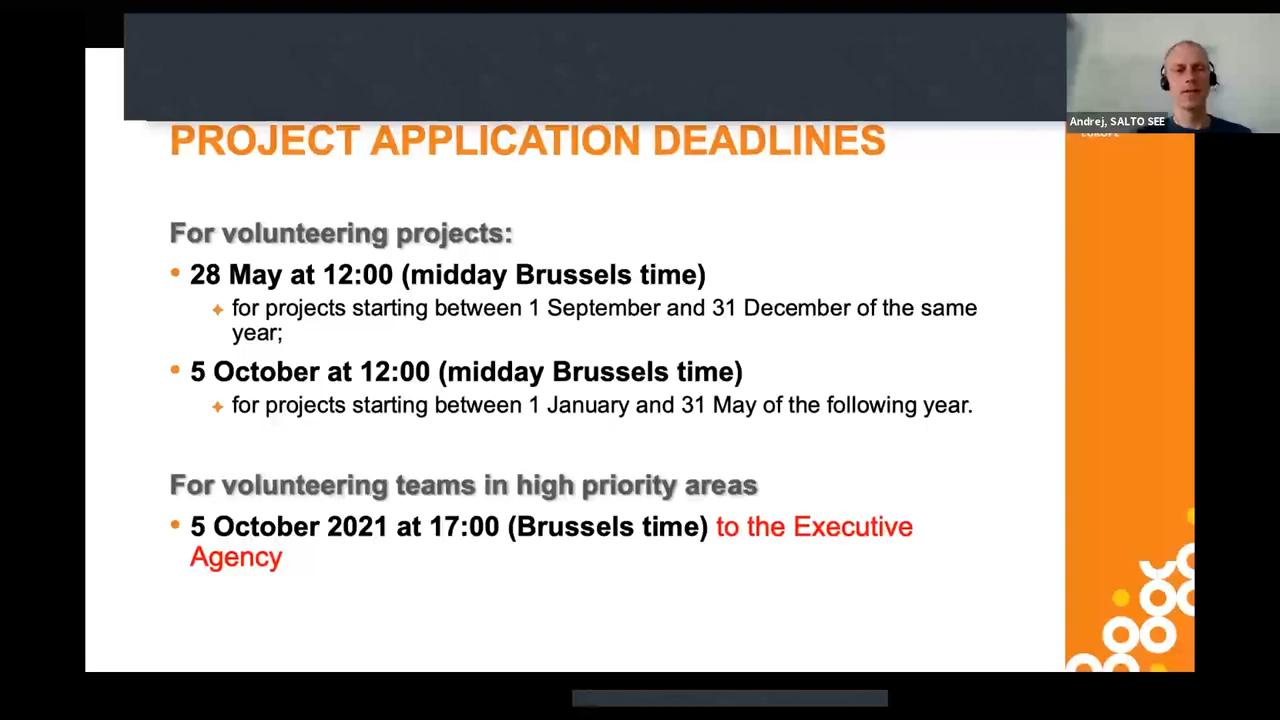 PROJECT APPLICATION DEADLINES
Andrej, SALTO SEE
EUROPE
For volunteering projects:
• 28 May at 12:00 (midday Brussels time)
for projects starting between 1 September and 31 December of the same
year;
• 5 October at 12:00 (midday Brussels time)
for projects starting between 1 January and 31 May of the following year.
For volunteering teams in high priority areas
• 5 October 2021 at 17:00 (Brussels time) to the Executive
Agency